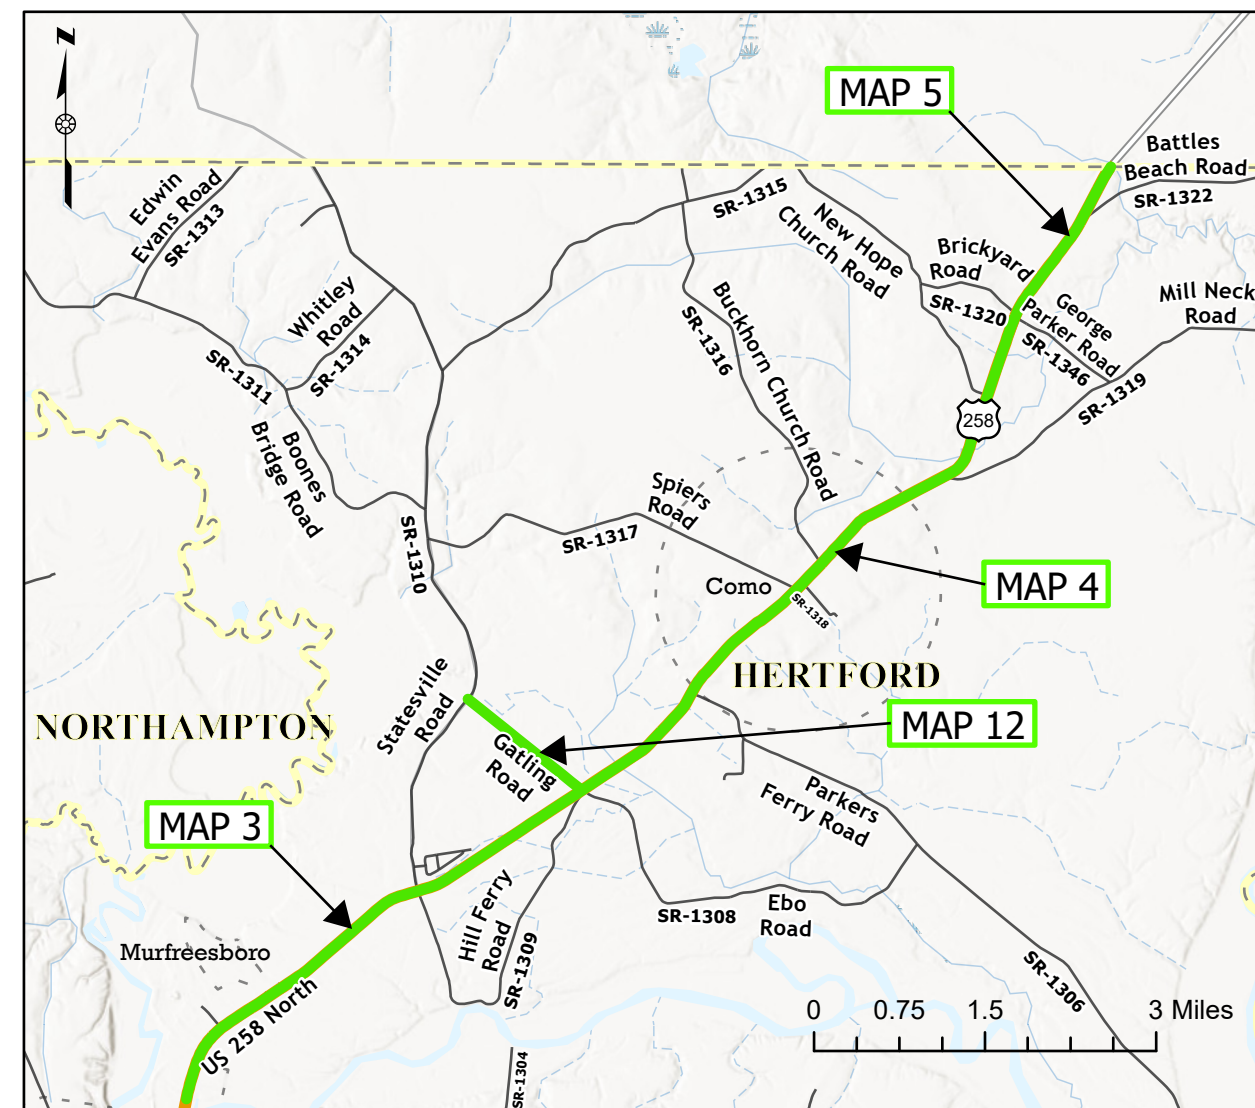 N
MAP 5
Battles
Beach Road
SR-1322
Edwin
Evans Road
SR-1313
SR-1315
New Hope
Church Road
Brickyard
Road
SR-1320
George
Parker Road
SR-1346
Mill Neck
Road
SR-1319
Whitley
Road
SR-1314
SR-1311
Boones
Bridge Road
Buckhorn Church Road
SR-1316
258
Spiers
Road
SR-1317
SR-1310
Como
SR-1318
MAP 4
HERTFORD
NORTHAMPTON
Statesville
Road
Gatling
Road
MAP 12
Parkers
Ferry Road
MAP 3
Hill Ferry
Road
SR-1309
SR-1308
Ebo
Road
Murfreesboro
US 258 North
SR-1306
SR-1304
0 0.75 1.5 3 Miles